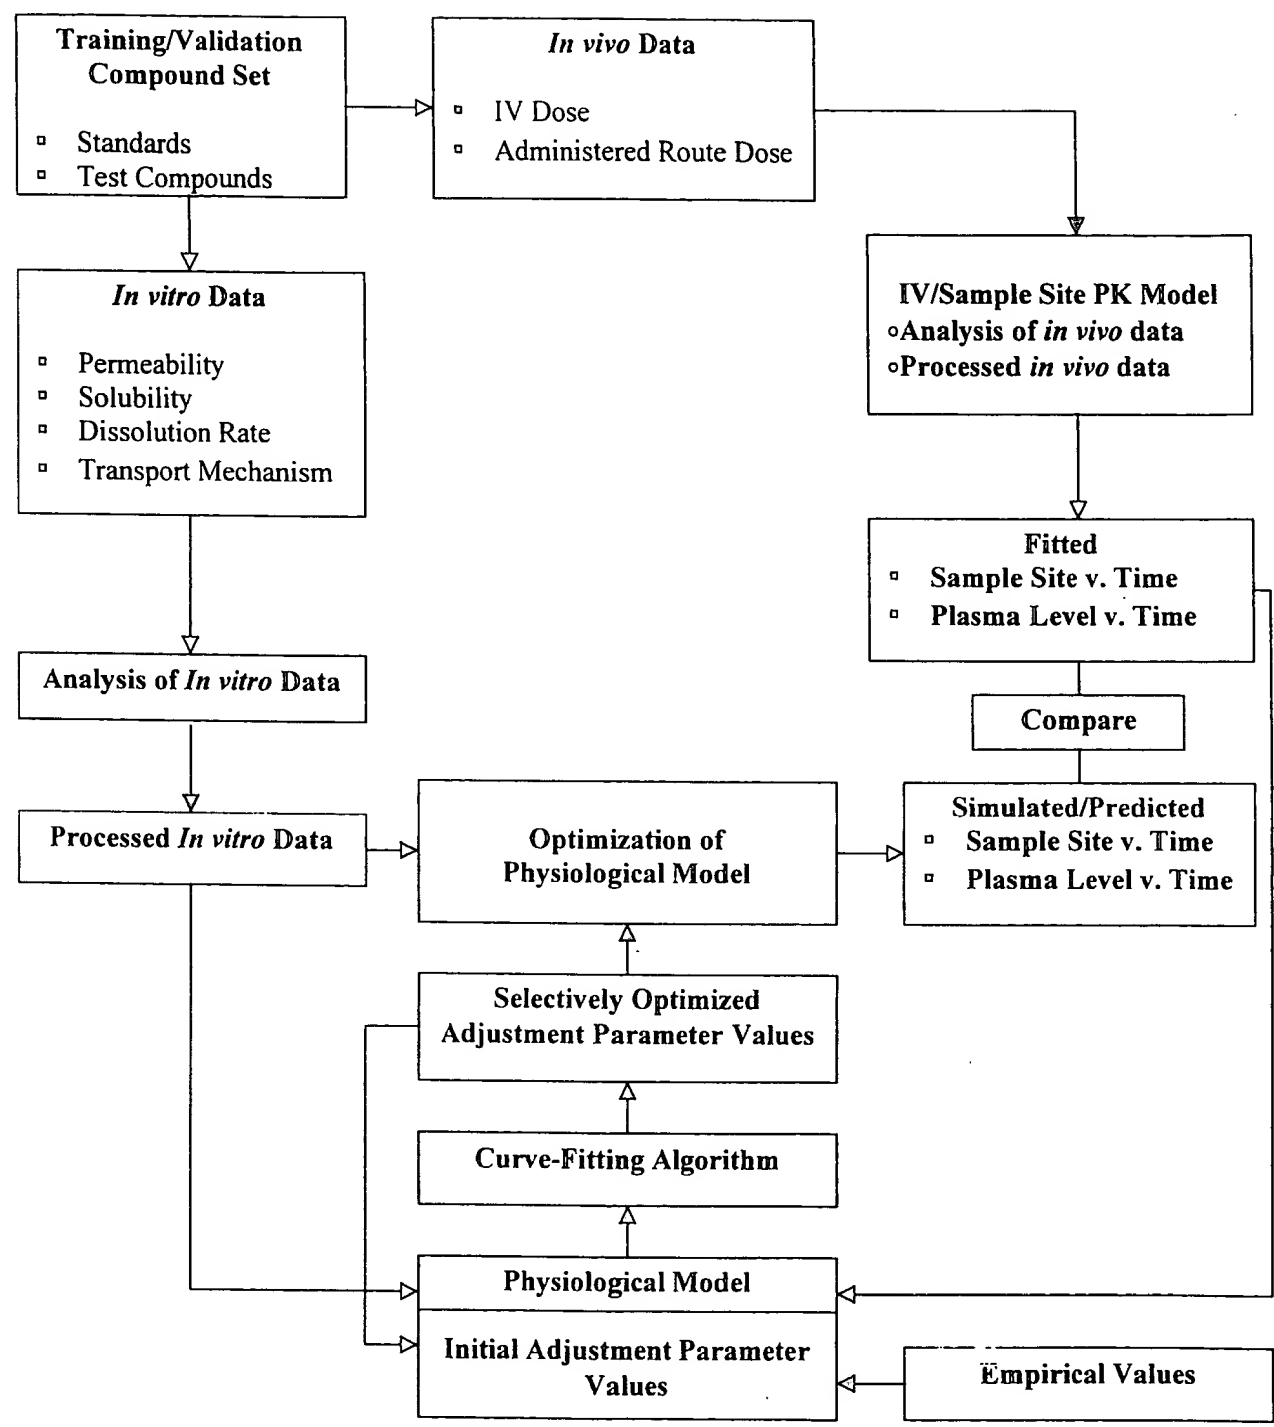 Training/Validation
Compound Set
Standards
Test Compounds
In vivo Data
IV Dose
Administered Route Dose
In vitro Data
Permeability
Solubility
Dissolution Rate
Transport Mechanism
IV/Sample Site PK Model
Analysis of in vivo data
Processed in vivo data
Fitted
Sample Site v. Time
Plasma Level v. Time
Analysis of In vitro Data
Compare
Processed In vitro Data
Optimization of
Physiological Model
Simulated/Predicted
Sample Site v. Time
Plasma Level v. Time
Selectively Optimized
Adjustment Parameter Values
Curve-Fitting Algorithm
Physiological Model
Initial Adjustment Parameter
Values
Empirical Values